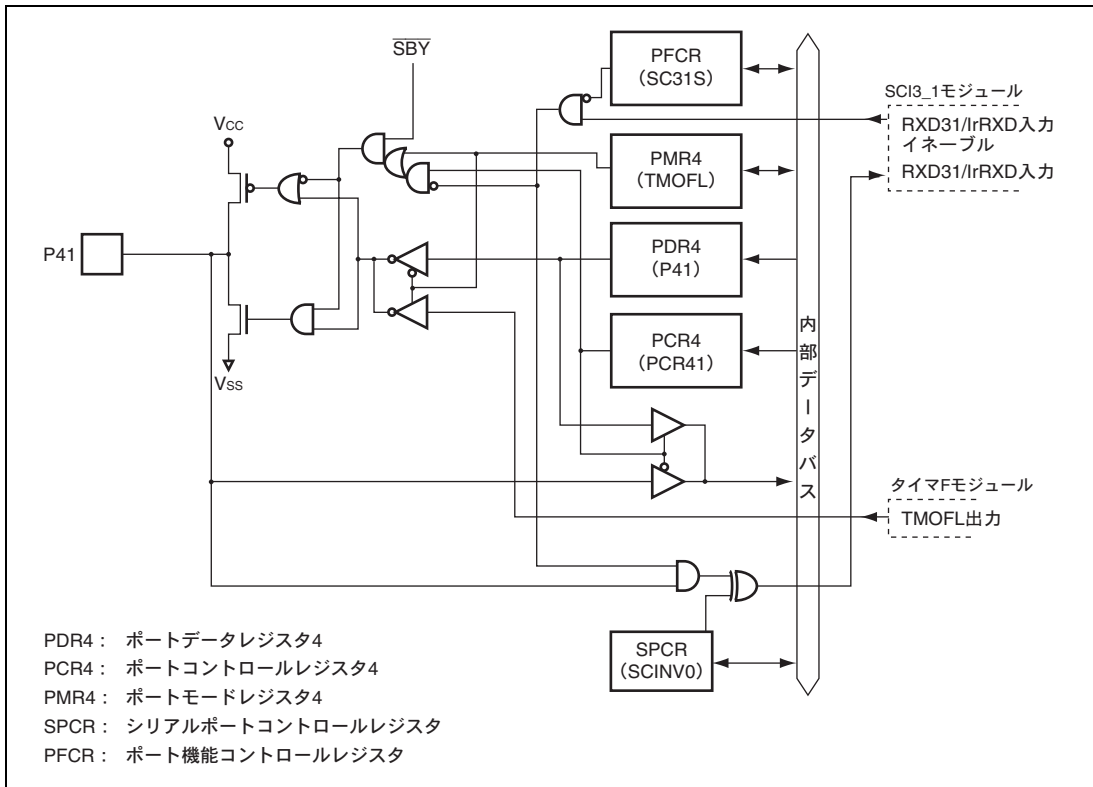 SBY
PFCR
（SC31S）
SCI3_1モジュール
RXD31/IrRXD入力
イネーブル
RXD31/IrRXD入力
VCC
PMR4
（TMOFL）
P41
PDR4
（P41）
PCR4
（PCR41）
VSS
内部データバス
タイマFモジュール
TMOFL出力
SPCR
（SCINV0）
PDR4： ポートデータレジスタ4
PCR4： ポートコントロールレジスタ4
PMR4： ポートモードレジスタ4
SPCR： シリアルポートコントロールレジスタ
PFCR： ポート機能コントロールレジスタ